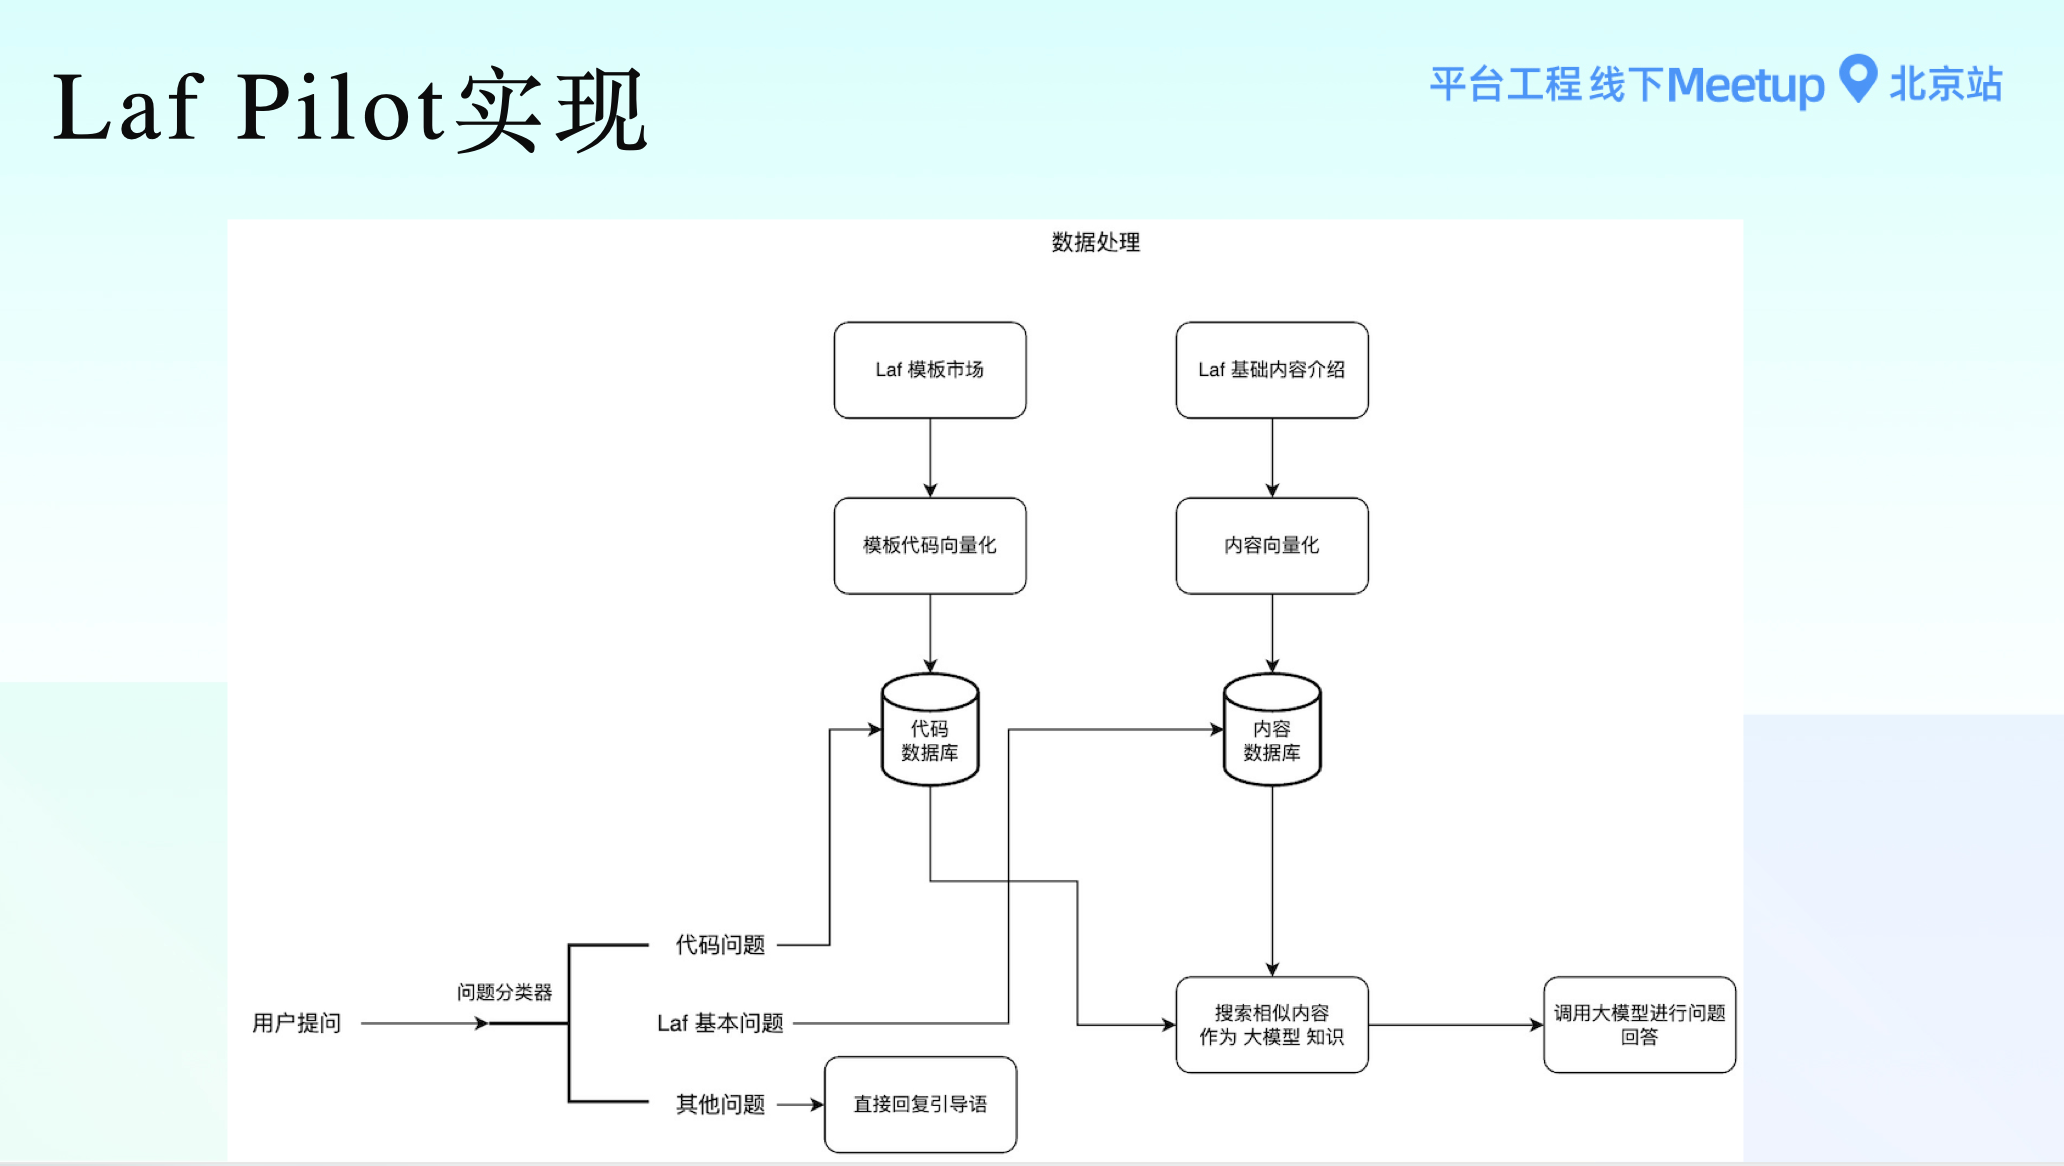 Laf Pilot实现
平台工程 线下Meetup 北京站
数据处理
Laf 模板市场
Laf 基础内容介绍
模板代码向量化
内容向量化
代码
数据库
内容
数据库
代码问题
问题分类器
用户提问
Laf 基本问题
搜索相似内容
作为 大模型 知识
调用大模型进行问题
回答
其他问题
直接回复引导语